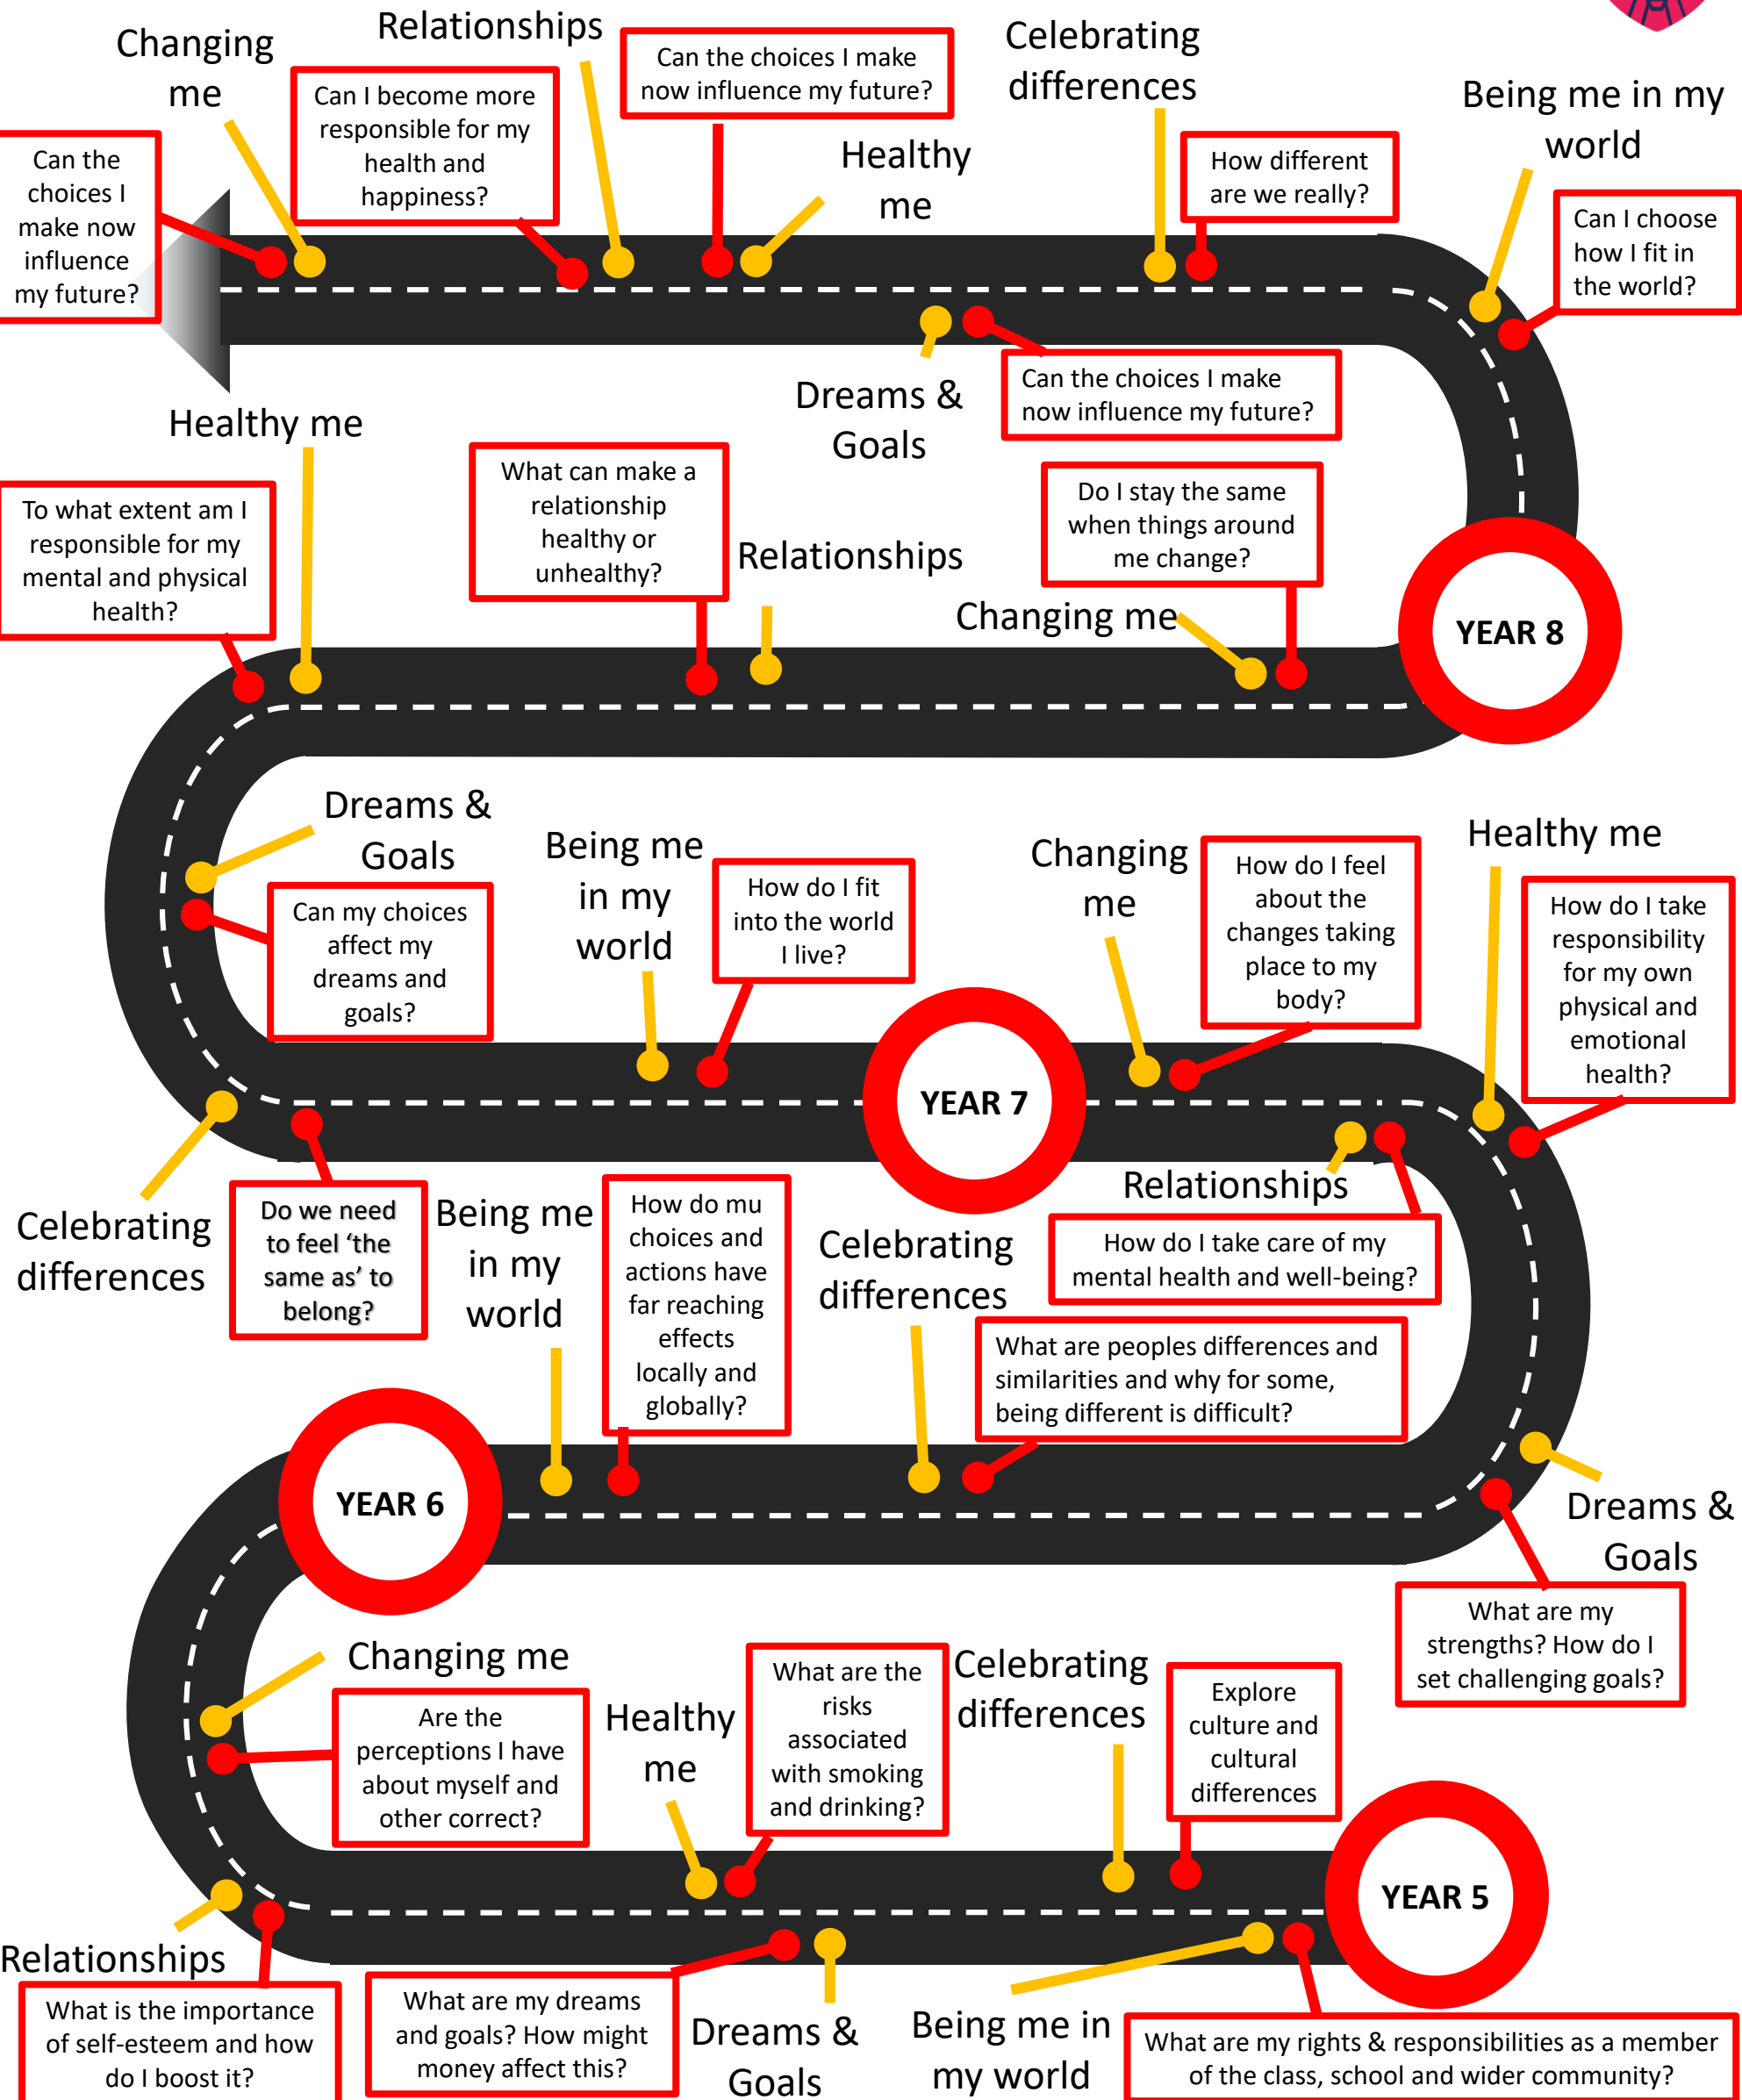 Changing
me
Relationships
Can the choices I make
now influence my future?
Celebrating
differences
Being me in my
world
Can I become more
responsible for my
health and
happiness?
Can the
choices I
make now
influence
my future?
Healthy
me
How different
are we really?
Can I choose
how I fit in
the world?
Dreams &
Goals
Can the choices I make
now influence my future?
Healthy me
To what extent am I
responsible for my
mental and physical
health?
What can make a
relationship
healthy or
unhealthy?
Relationships
Do I stay the same
when things around
me change?
Changing me
YEAR 8
Dreams &
Goals
Can my choices
affect my
dreams and
goals?
Being me
in my
world
How do I fit
into the world
I live?
Changing
me
How do I feel
about the
changes taking
place to my
body?
Healthy me
How do I take
responsibility
for my own
physical and
emotional
health?
YEAR 7
Celebrating
differences
Do we need
to feel ‘the
same as’ to
belong?
Being me
in my
world
How do mu
choices and
actions have
far reaching
effects
locally and
globally?
Celebrating
differences
Relationships
How do I take care of my
mental health and well-being?
What are peoples differences and
similarities and why for some,
being different is difficult?
YEAR 6
Dreams &
Goals
What are my
strengths? How do I
set challenging goals?
Changing me
Are the
perceptions I have
about myself and
other correct?
Healthy
me
What are the
risks
associated
with smoking
and drinking?
Celebrating
differences
Explore
culture and
cultural
differences
YEAR 5
Relationships
What is the importance
of self-esteem and how
do I boost it?
What are my dreams
and goals? How might
money affect this?
Dreams &
Goals
Being me in
my world
What are my rights & responsibilities as a member
of the class, school and wider community?